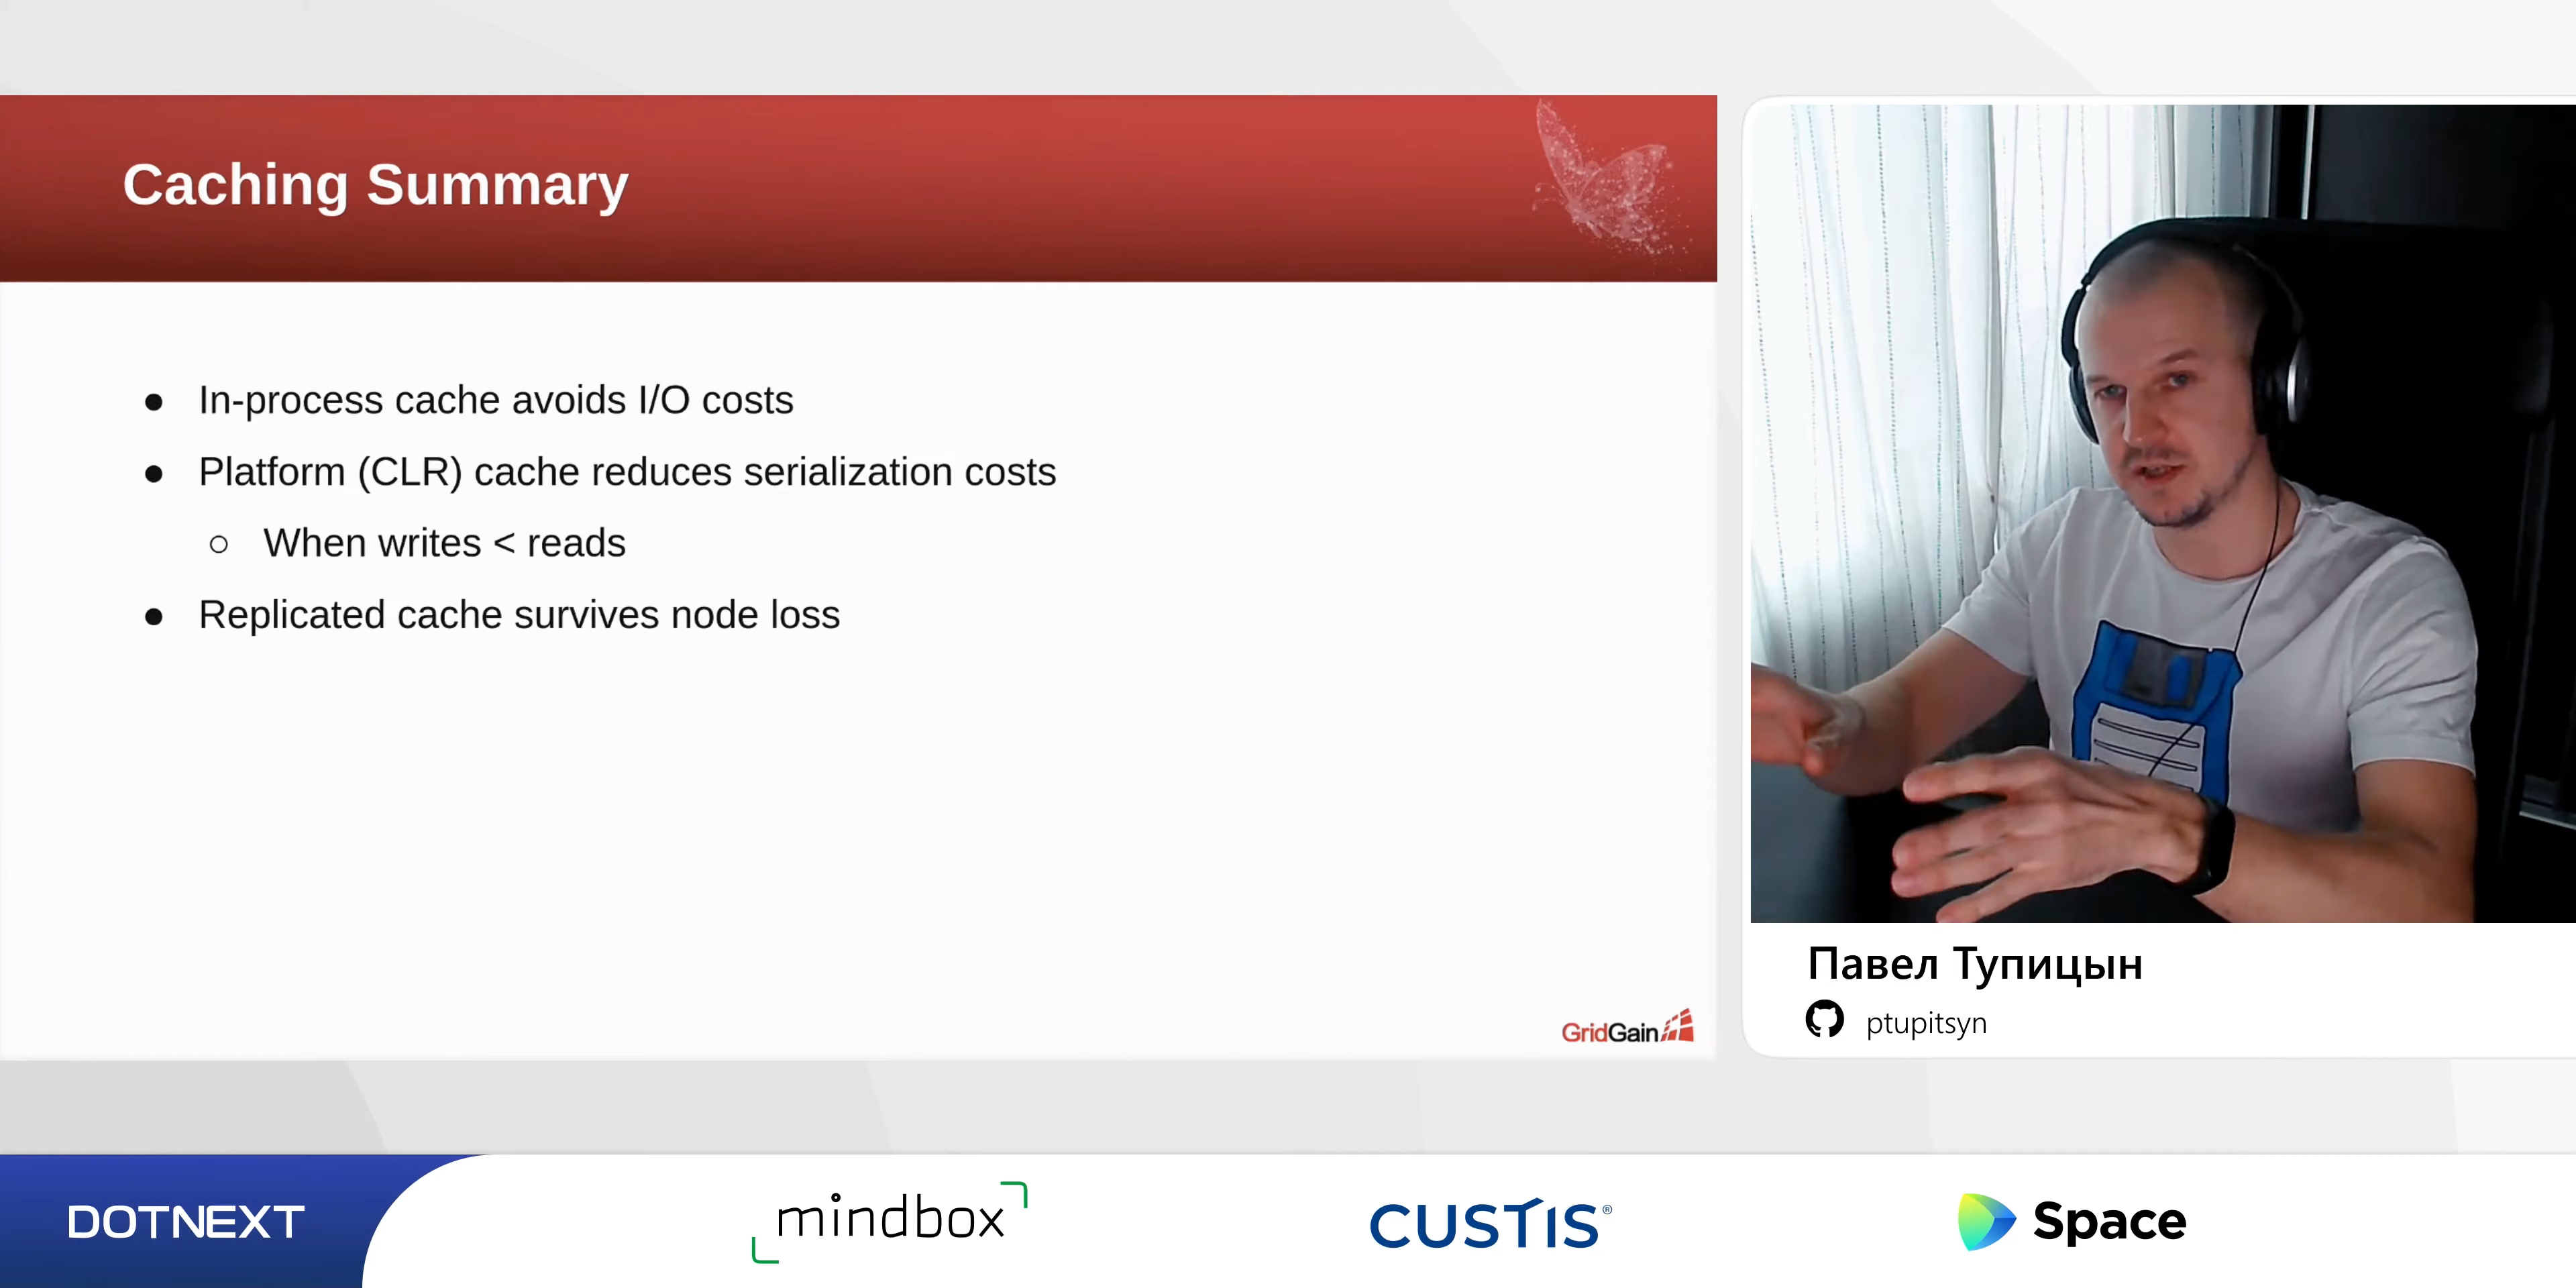 Caching Summary
● In-process cache avoids I/O costs
● Platform (CLR) cache reduces serialization costs
○ When writes < reads
● Replicated cache survives node loss
GridGain
Павел Тупицын
ptupitsyn
DOTNEXT
mindbox
CUSTIS®
Space